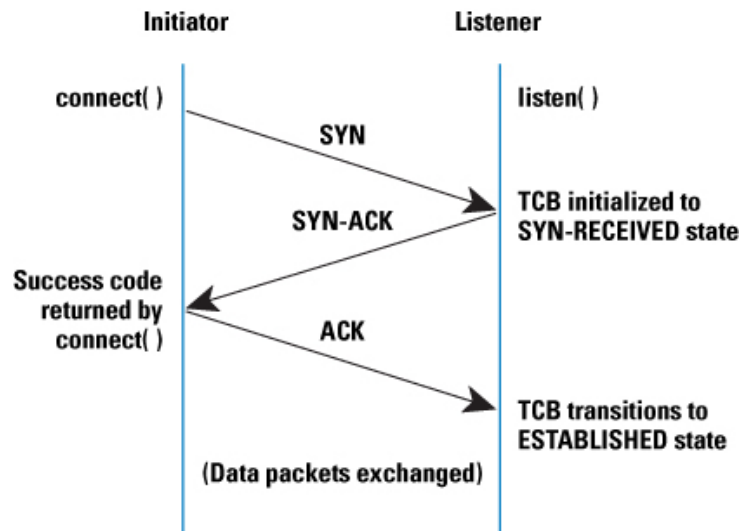 Initiator
Listener
connect( )
listen( )
SYN
TCB initialized to
SYN-RECEIVED state
SYN-ACK
Success code
returned by
connect( )
ACK
TCB transitions to
ESTABLISHED state
(Data packets exchanged)